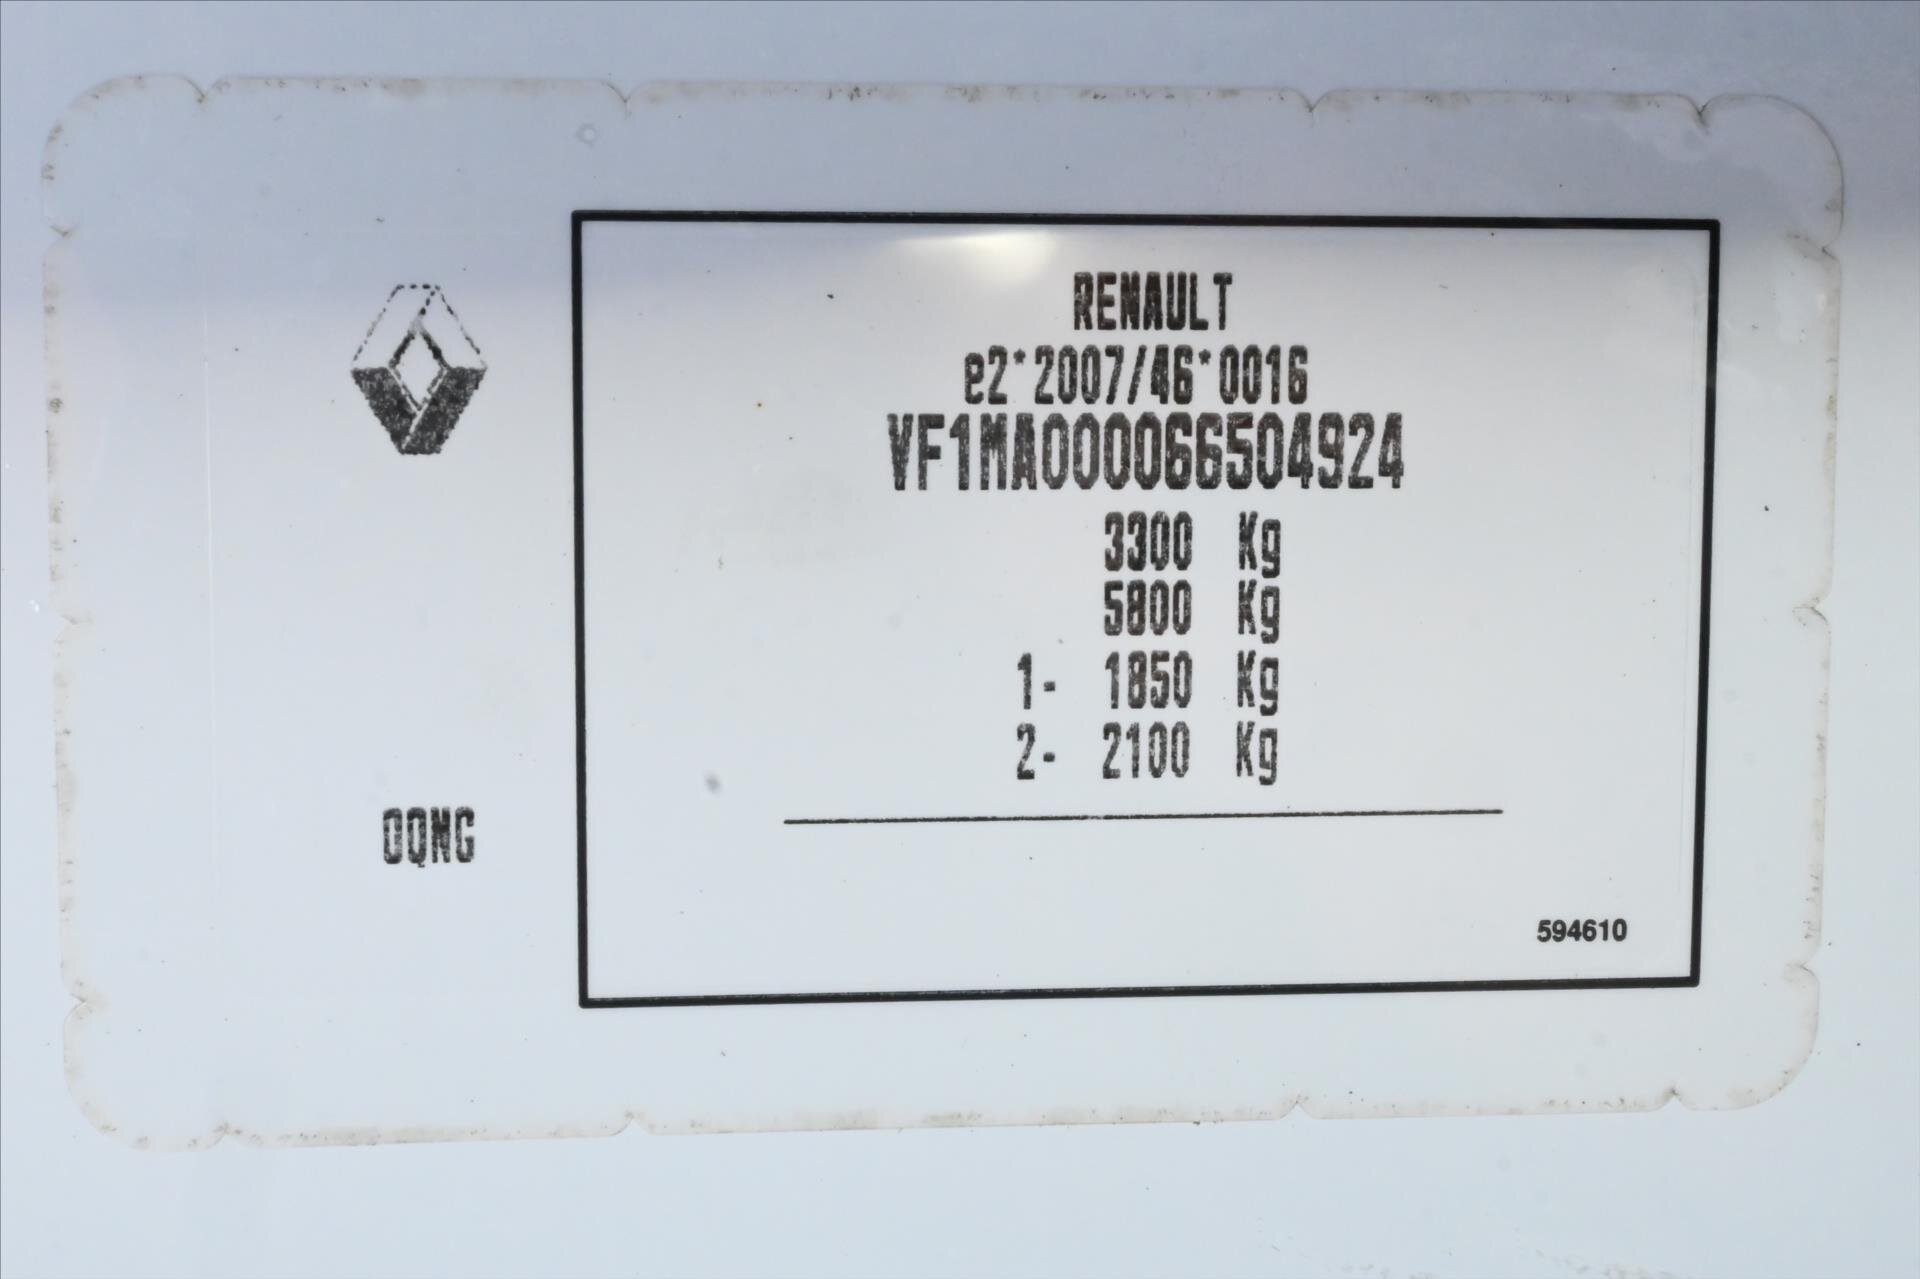 RENAULT
e2*2007/46*0016
VF1MA000066504924
3300 Kg
5800 Kg
1- 1850 Kg
2- 2100 Kg
OQNG
594610